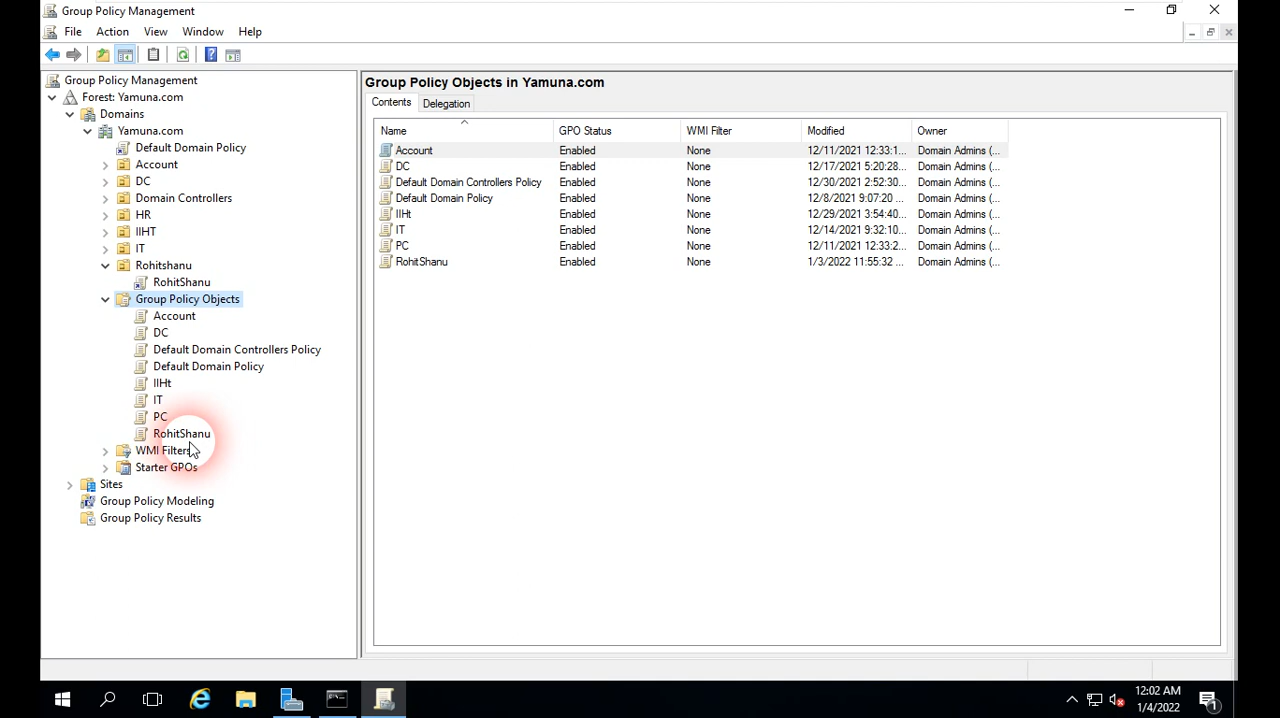 Group Policy Management
File Action View Window Help
Group Policy Management
Forest: Yamuna.com
Domains
Yamuna.com
Default Domain Policy
Account
DC
Domain Controllers
HR
IIHT
IT
Rohitshanu
RohitShanu
Group Policy Objects
Account
DC
Default Domain Controllers Policy
Default Domain Policy
IIHt
IT
PC
RohitShanu
WMI Filters
Starter GPOs
Sites
Group Policy Modeling
Group Policy Results
Group Policy Objects in Yamuna.com
Contents Delegation
Name GPO Status WMI Filter Modified Owner
Account Enabled None 12/11/2021 12:33:1... Domain Admins (...
DC Enabled None 12/17/2021 5:20:28... Domain Admins (...
Default Domain Controllers Policy Enabled None 12/30/2021 2:52:30... Domain Admins (...
Default Domain Policy Enabled None 12/8/2021 9:07:20 ... Domain Admins (...
IIHt Enabled None 12/29/2021 3:54:40... Domain Admins (...
IT Enabled None 12/14/2021 9:32:10... Domain Admins (...
PC Enabled None 12/11/2021 12:33:2... Domain Admins (...
RohitShanu Enabled None 1/3/2022 11:55:32 ... Domain Admins (...
12:02 AM
1/4/2022
1